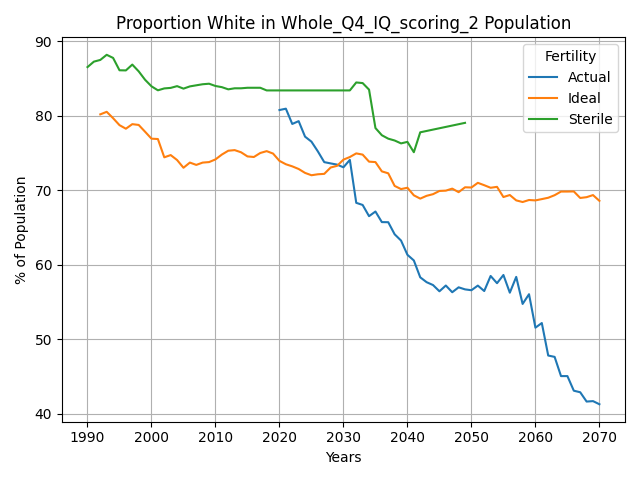 Proportion White in Whole_Q4_IQ_scoring_2 Population
% of Population
90
80
70
60
50
40
Fertility
Actual
Ideal
Sterile
1990 2000 2010 2020 2030 2040 2050 2060 2070
Years